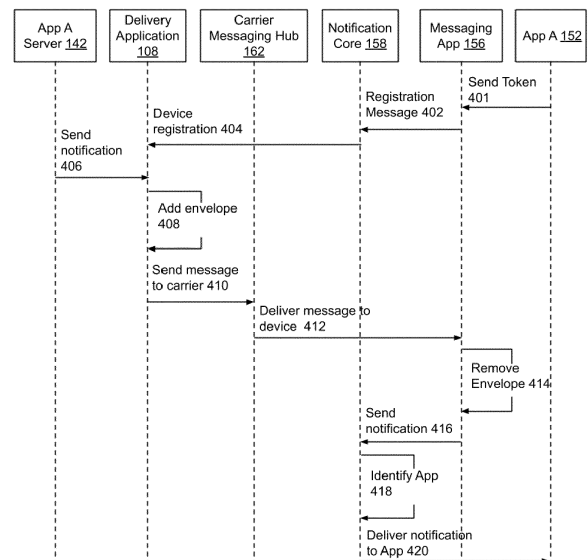 App A
Server 142
Delivery
Application
108
Carrier
Messaging Hub
162
Notification
Core 158
Messaging
App 156
App A 152
Send Token
401
Registration
Message 402
Device
registration 404
Send
notification
406
Add envelope
408
Send message
to carrier 410
Deliver message to
device 412
Remove
Envelope 414
Send
notification 416
Identify App
418
Deliver notification
to App 420